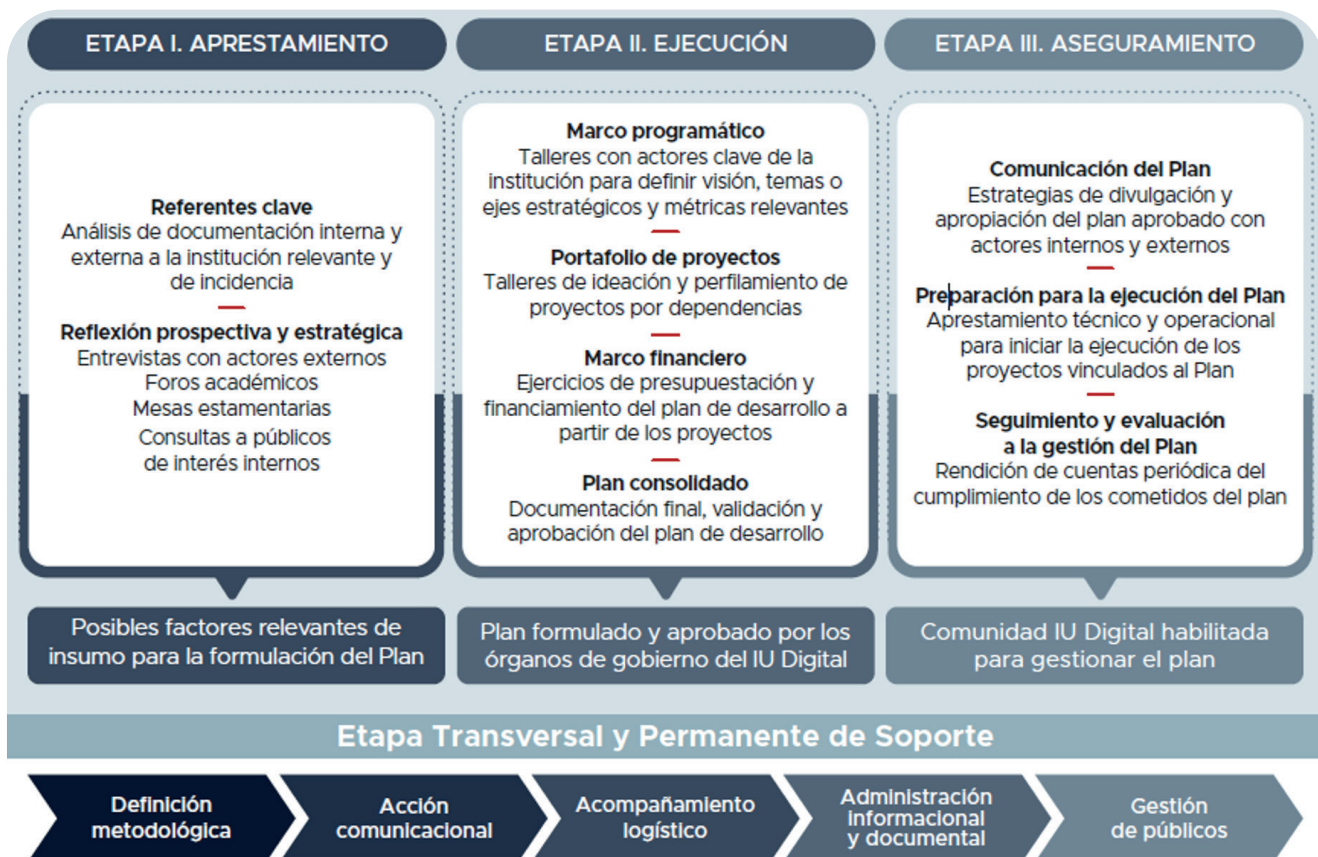 ETAPA I. APRESTAMIENTO
Referentes clave
Análisis de documentación interna y
externa a la institución relevante y
de incidencia
Reflexión prospectiva y estratégica
Entrevistas con actores externos
Foros académicos
Mesas estamentarias
Consultas a públicos
de interés internos
Posibles factores relevantes de
insumo para la formulación del Plan
ETAPA II. EJECUCIÓN
Marco programático
Talleres con actores clave de la
institución para definir visión, temas o
ejes estratégicos y métricas relevantes
Portafolio de proyectos
Talleres de ideación y perfilamiento de
proyectos por dependencias
Marco financiero
Ejercicios de presupuestación y
financiamiento del plan de desarrollo a
partir de los proyectos
Plan consolidado
Documentación final, validación y
aprobación del plan de desarrollo
Plan formulado y aprobado por los
órganos de gobierno del IU Digital
ETAPA III. ASEGURAMIENTO
Comunicación del Plan
Estrategias de divulgación y
apropiación del plan aprobado con
actores internos y externos
Preparación para la ejecución del Plan
Aprestamiento técnico y operacional
para iniciar la ejecución de los
proyectos vinculados al Plan
Seguimiento y evaluación
a la gestión del Plan
Rendición de cuentas periódica del
cumplimiento de los cometidos del plan
Comunidad IU Digital habilitada
para gestionar el plan
Etapa Transversal y Permanente de Soporte
Definición
metodológica
Acción
comunicacional
Acompañamiento
logístico
Administración
informacional
y documental
Gestión
de públicos